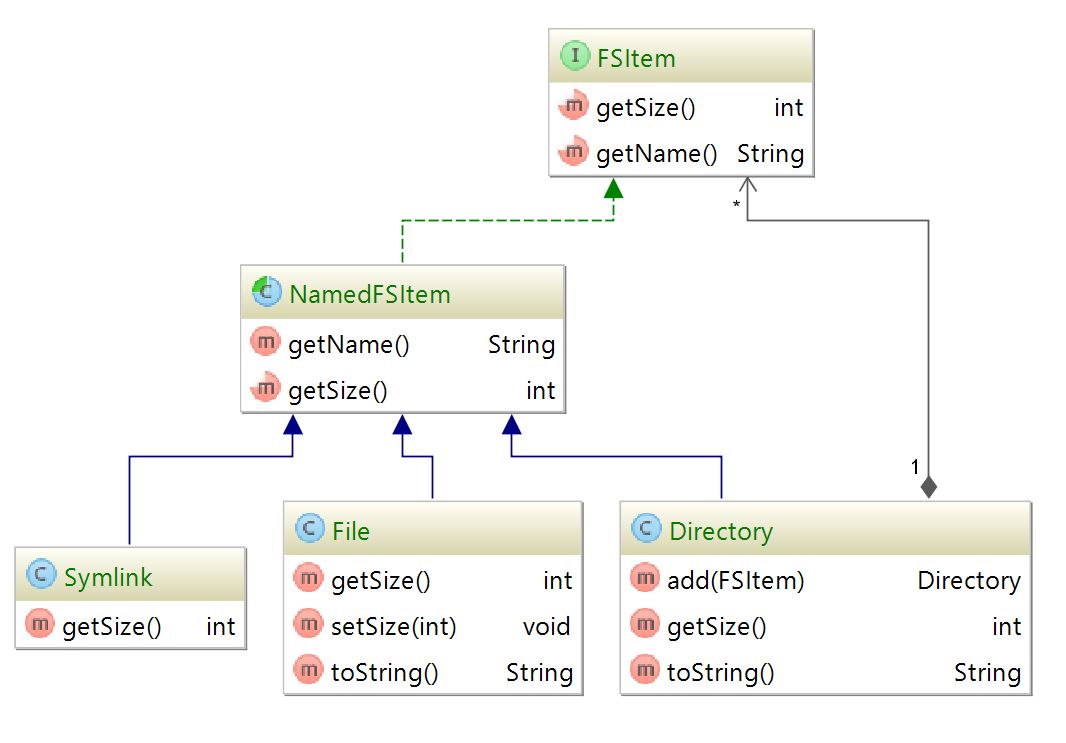 I FSItem
m getSize() int
m getName() String
*
C NamedFSItem
m getName() String
m getSize() int
1
C Symlink
m getSize() int
C File
m getSize() int
m setSize(int) void
m toString() String
C Directory
m add(FSItem) Directory
m getSize() int
m toString() String